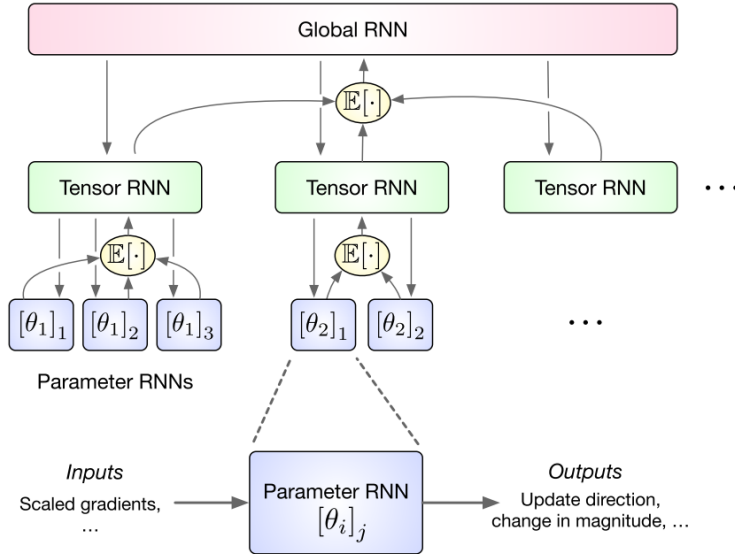 Global RNN
𝔼[·]
Tensor RNN
Tensor RNN
Tensor RNN
...
𝔼[·]
𝔼[·]
[θ₁]₁
[θ₁]₂
[θ₁]₃
[θ₂]₁
[θ₂]₂
...
Parameter RNNs
Inputs
Scaled gradients,
...
Parameter RNN
[θᵢ]ⱼ
Outputs
Update direction,
change in magnitude, ...